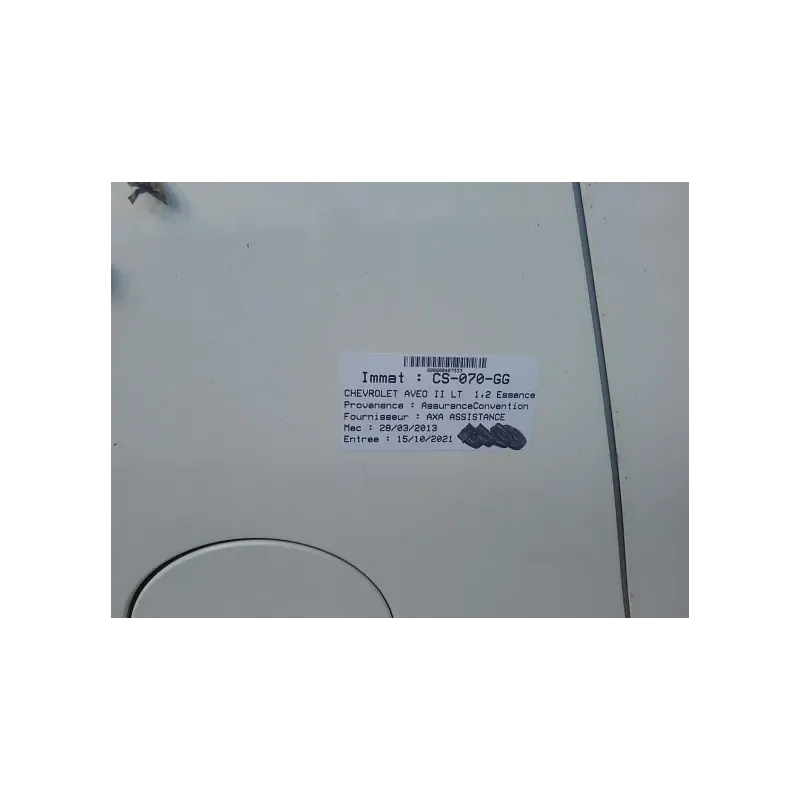 Immat : CS-070-GG
CHEVROLET AVEO II LT 1,2 Essence
Provenance : AssuranceConvention
Fournisseur : AXA ASSISTANCE
Mec : 28/03/2013
Entree : 15/10/2021